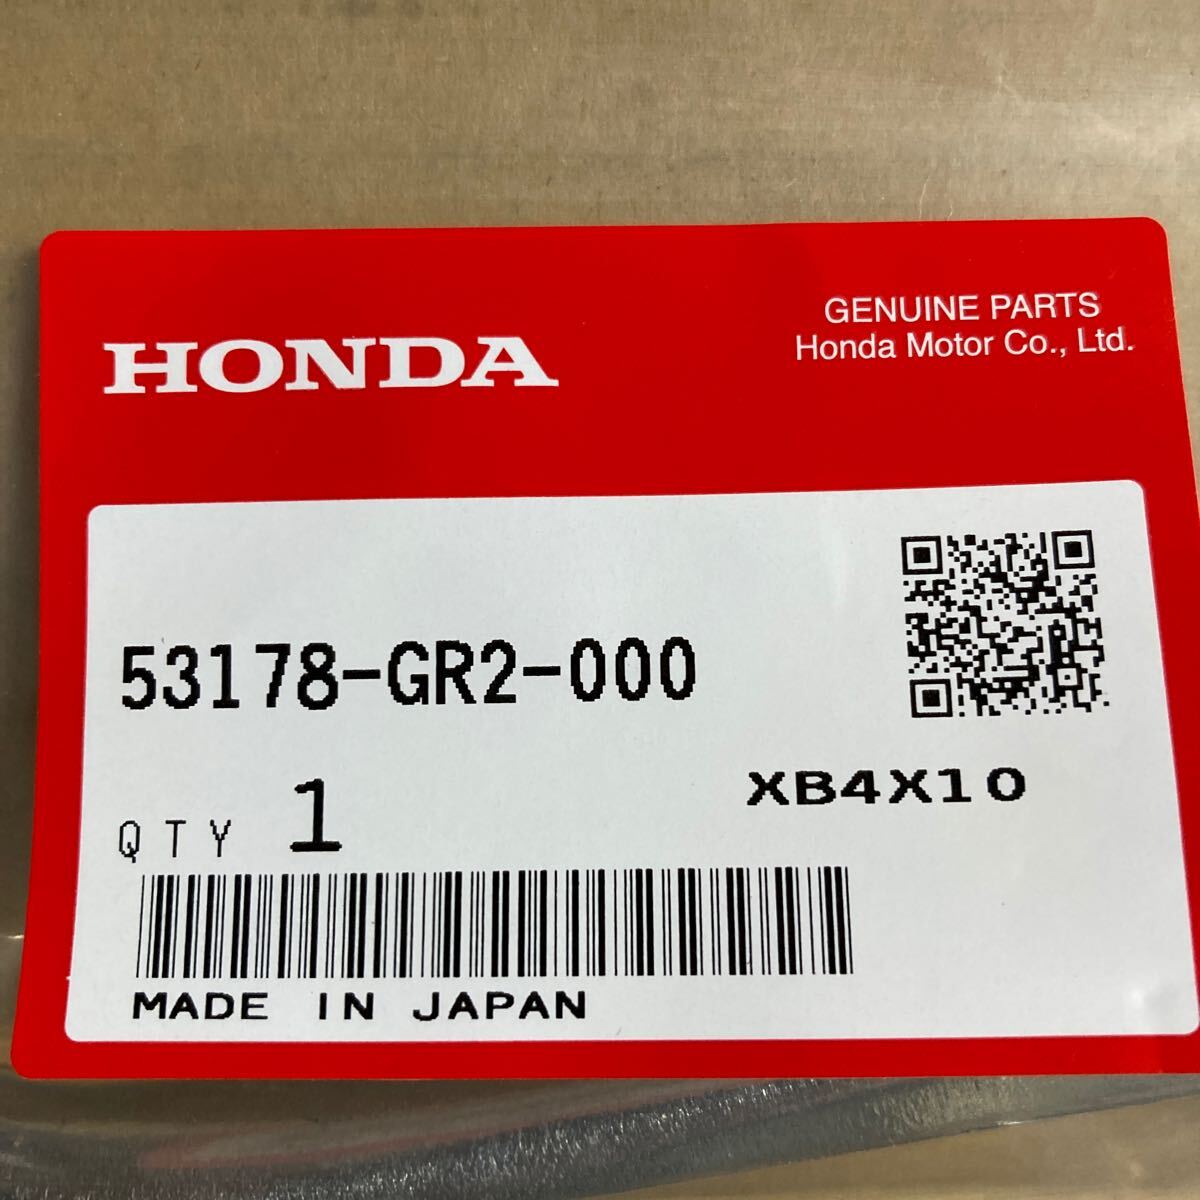 HONDA
GENUINE PARTS
Honda Motor Co., Ltd.
53178-GR2-000
QTY 1
XB4X10
MADE IN JAPAN